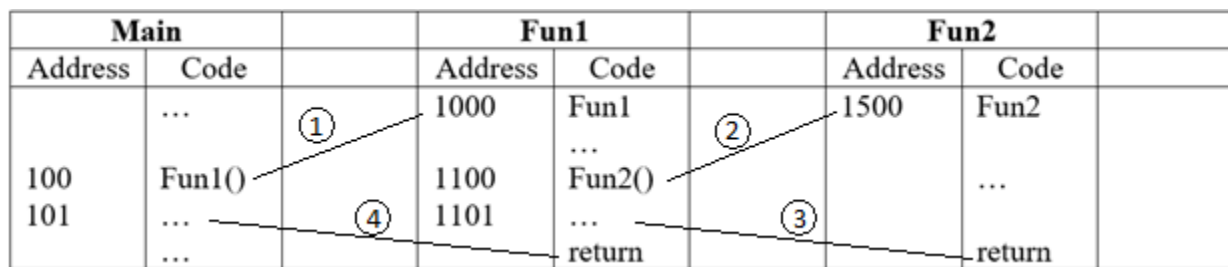 Main Fun1 Fun2
Address Code Address Code Address Code
… 1000 Fun1 1500 Fun2
① ② …
100 Fun1() 1100 Fun2() …
101 … 1101 …
④ ③
… return return